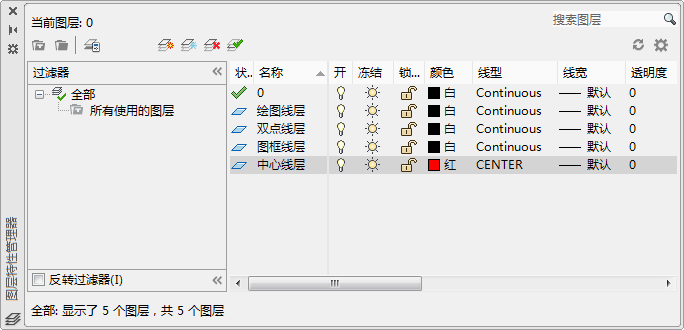 当前图层: 0
搜索图层
过滤器
全部
所有使用的图层
反转过滤器(I)
状.. 名称 开 冻结 锁... 颜色 线型 线宽 透明度
0 白 Continuous 默认 0
绘图线层 白 Continuous 默认 0
双点线层 白 Continuous 默认 0
图框线层 白 Continuous 默认 0
中心线层 红 CENTER 默认 0
全部: 显示了 5 个图层，共 5 个图层
图层特性管理器